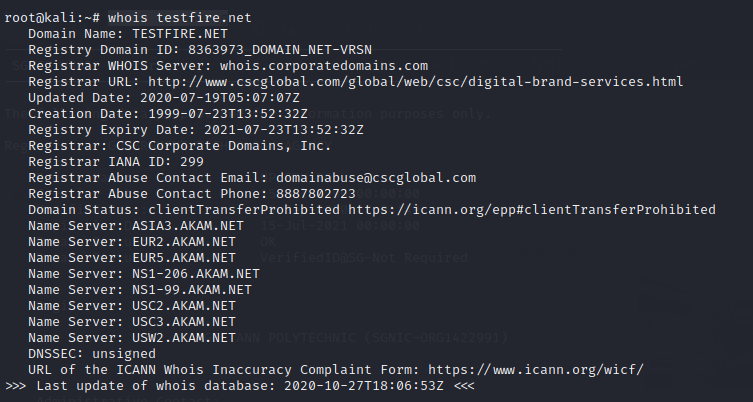 root@kali:~# whois testfire.net
Domain Name: TESTFIRE.NET
Registry Domain ID: 8363973_DOMAIN_NET-VRSN
Registrar WHOIS Server: whois.corporatedomains.com
Registrar URL: http://www.cscglobal.com/global/web/csc/digital-brand-services.html
Updated Date: 2020-07-19T05:07:07Z
Creation Date: 1999-07-23T13:52:32Z
Registry Expiry Date: 2021-07-23T13:52:32Z
Registrar: CSC Corporate Domains, Inc.
Registrar IANA ID: 299
Registrar Abuse Contact Email: domainabuse@cscglobal.com
Registrar Abuse Contact Phone: 8887802723
Domain Status: clientTransferProhibited https://icann.org/epp#clientTransferProhibited
Name Server: ASIA3.AKAM.NET
Name Server: EUR2.AKAM.NET
Name Server: EUR5.AKAM.NET
Name Server: NS1-206.AKAM.NET
Name Server: NS1-99.AKAM.NET
Name Server: USC2.AKAM.NET
Name Server: USC3.AKAM.NET
Name Server: USW2.AKAM.NET
DNSSEC: unsigned
URL of the ICANN Whois Inaccuracy Complaint Form: https://www.icann.org/wicf/
>>> Last update of whois database: 2020-10-27T18:06:53Z <<<